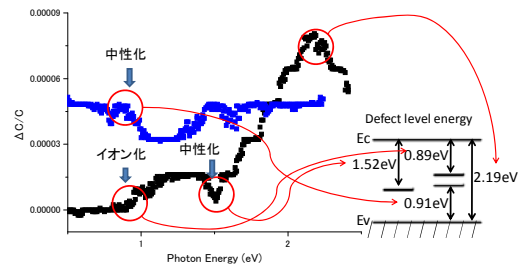 0.00009
0.00006
0.00003
0.00000
ΔC/C
1
2
Photon Energy (eV)
中性化
イオン化
中性化
Defect level energy
Ec
1.52eV
0.89eV
2.19eV
0.91eV
Ev